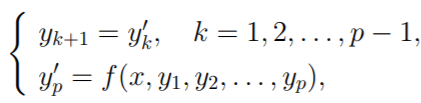 y_{k+1} = y'_k,   k = 1, 2, . . . , p − 1,
y'_p = f(x, y_1, y_2, . . . , y_p),